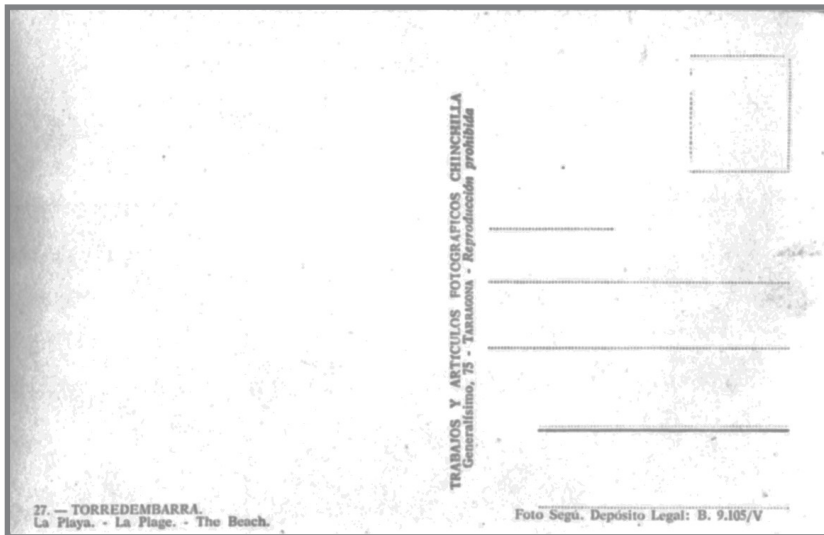 27. — TORREDEMBARRA.
La Playa. - La Plage. - The Beach.
TRABAJOS Y ARTICULOS FOTOGRAFICOS CHINCHILLA
Generalísimo, 75 - TARRAGONA - Reproducción prohibida
Foto Segú. Depósito Legal: B. 9.105/V